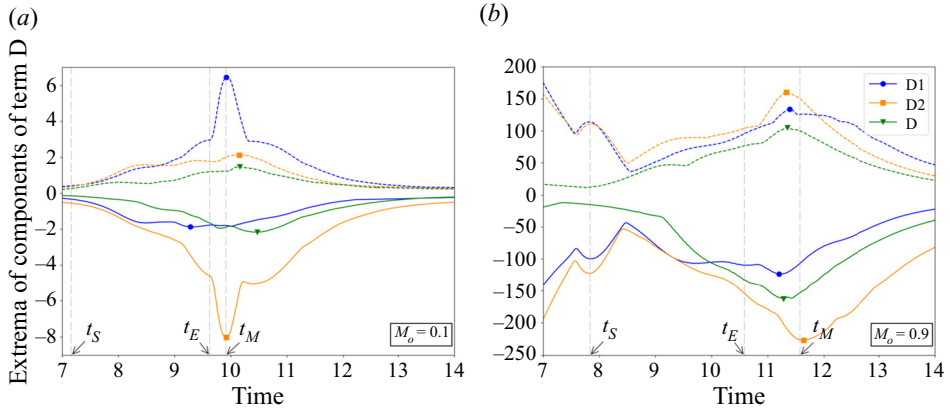 (a)
(b)
Extrema of components of term D
6
4
2
0
−2
−4
−6
−8
t_S
t_E
t_M
M_o = 0.1
7 8 9 10 11 12 13 14
Time
200
150
100
50
0
−50
−100
−150
−200
−250
D1
D2
D
t_S
t_E
t_M
M_o = 0.9
7 8 9 10 11 12 13 14
Time